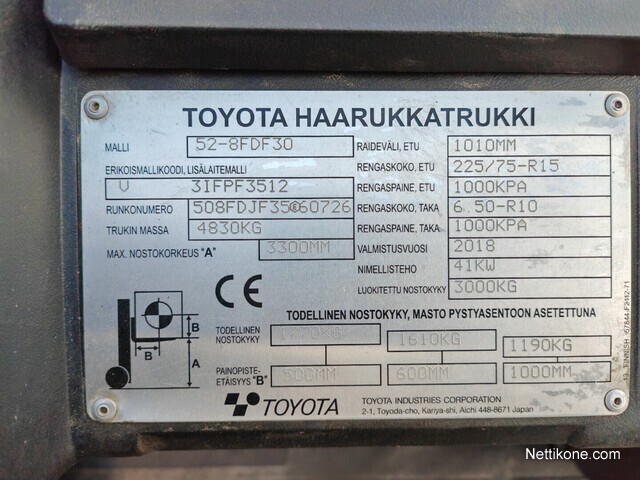 TOYOTA HAARUKKATRUKKI
MALLI 52-8FDF30
ERIKOISMALLIKOODI, LISÄLAITEMALLI
V 3IFPF3512
RUNKONUMERO 508FDJF35 60726
TRUKIN MASSA 4830KG
MAX. NOSTOKORKEUS "A" 3300MM
RAIDEVÄLI, ETU 1010MM
RENGASKOKO, ETU 225/75-R15
RENGASPAINE, ETU 1000KPA
RENGASKOKO, TAKA 6.50-R10
RENGASPAINE, TAKA 1000KPA
VALMISTUSVUOSI 2018
NIMELLISTEHO 41KW
LUOKITETTU NOSTOKYKY 3000KG
CE
B
B
A
TODELLINEN NOSTOKYKY, MASTO PYSTYASENTOON ASETETTUNA
TODELLINEN NOSTOKYKY 1610KG 1190KG
PAINOPISTE-
ETÄISYYS "B" 500MM 600MM 1000MM
TOYOTA
TOYOTA INDUSTRIES CORPORATION
2-1, Toyoda-cho, Kariya-shi, Aichi 448-8671 Japan
Nettikone.com